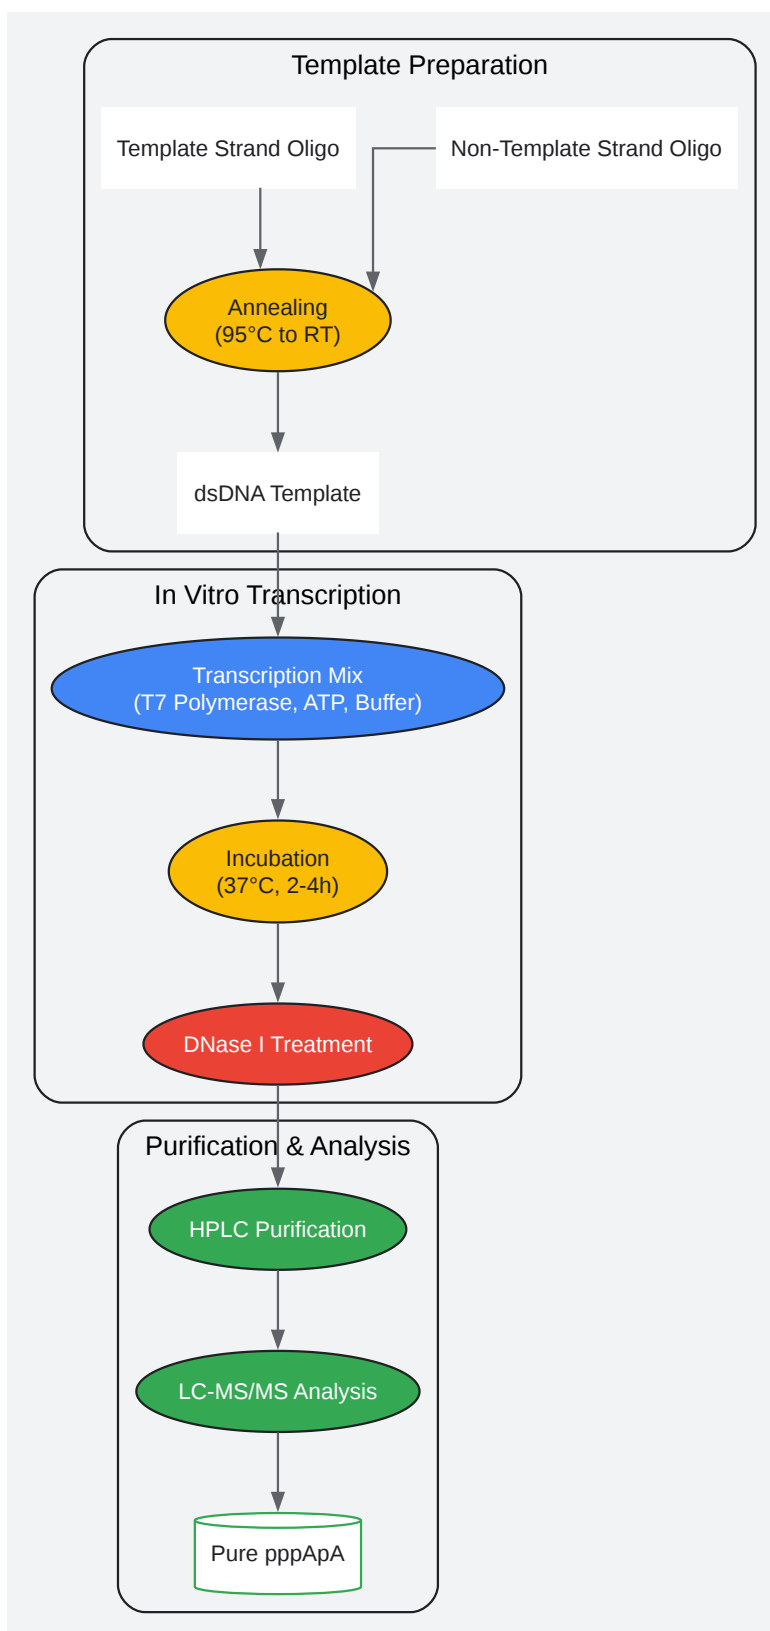 Template Preparation
Template Strand Oligo
Non-Template Strand Oligo
Annealing
(95°C to RT)
dsDNA Template
In Vitro Transcription
Transcription Mix
(T7 Polymerase, ATP, Buffer)
Incubation
(37°C, 2-4h)
DNase I Treatment
Purification & Analysis
HPLC Purification
LC-MS/MS Analysis
Pure pppApA